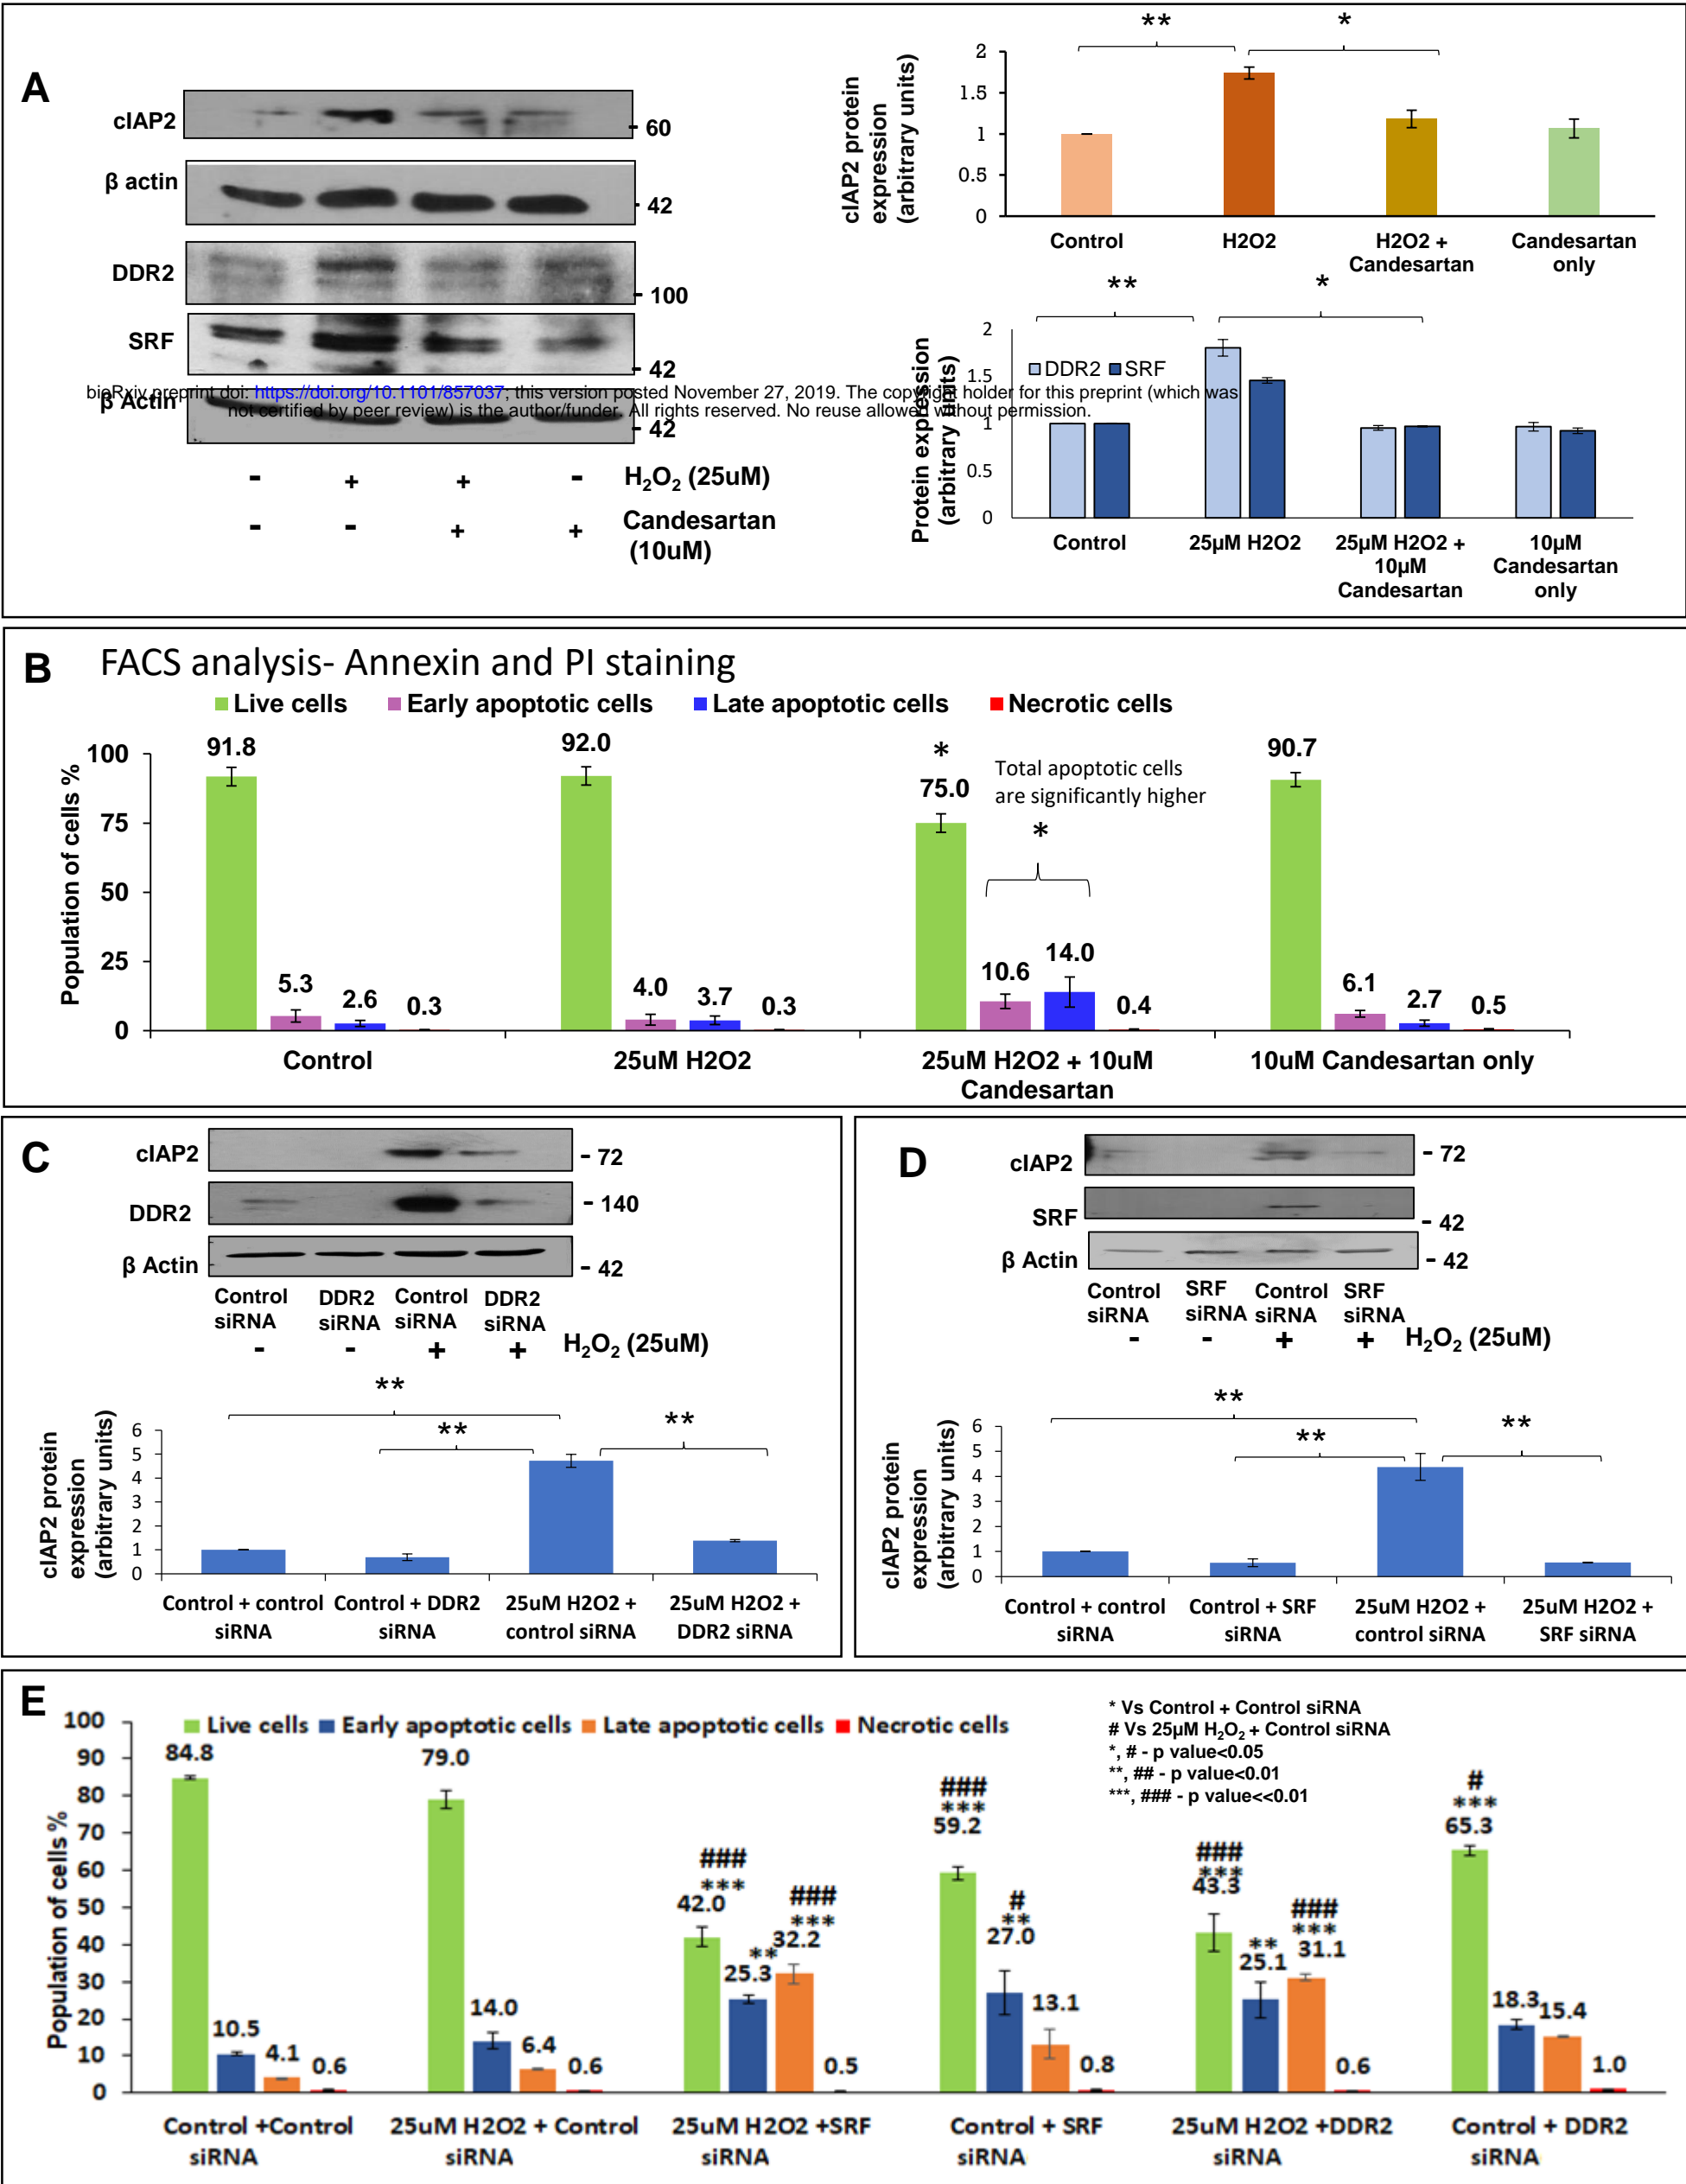 A
cIAP2
60
β actin
42
DDR2
100
SRF
42
β Actin
42
- + + - H₂O₂ (25uM)
- - + + Candesartan
(10uM)
** *
cIAP2 protein
expression
(arbitrary units)
2
1.5
1
0.5
0
Control
H2O2
H2O2 +
Candesartan
Candesartan
only
** *
Protein expression
(arbitrary units)
DDR2 SRF
2
1.5
1
0.5
0
Control
25µM H2O2
25µM H2O2 +
10µM
Candesartan
10µM
Candesartan
only
bioRxiv preprint doi: https://doi.org/10.1101/857037; this version posted November 27, 2019. The copyright holder for this preprint (which was
not certified by peer review) is the author/funder. All rights reserved. No reuse allowed without permission.
B
FACS analysis- Annexin and PI staining
Live cells Early apoptotic cells Late apoptotic cells Necrotic cells
Population of cells %
100
75
50
25
0
91.8
5.3
2.6
0.3
92.0
4.0
3.7
0.3
*
75.0
Total apoptotic cells
are significantly higher
*
10.6
14.0
0.4
90.7
6.1
2.7
0.5
Control
25uM H2O2
25uM H2O2 + 10uM
Candesartan
10uM Candesartan only
C
cIAP2
- 72
DDR2
- 140
β Actin
- 42
Control
siRNA
DDR2
siRNA
Control
siRNA
DDR2
siRNA
- - + + H₂O₂ (25uM)
**
**
**
cIAP2 protein
expression
(arbitrary units)
6
5
4
3
2
1
0
Control + control
siRNA
Control + DDR2
siRNA
25uM H2O2 +
control siRNA
25uM H2O2 +
DDR2 siRNA
D
cIAP2
- 72
SRF
- 42
β Actin
- 42
Control
siRNA
SRF
siRNA
Control
siRNA
SRF
siRNA
- - + + H₂O₂ (25uM)
**
**
**
cIAP2 protein
expression
(arbitrary units)
6
5
4
3
2
1
0
Control + control
siRNA
Control + SRF
siRNA
25uM H2O2 +
control siRNA
25uM H2O2 +
SRF siRNA
E
Live cells Early apoptotic cells Late apoptotic cells Necrotic cells
* Vs Control + Control siRNA
# Vs 25µM H₂O₂ + Control siRNA
*, # - p value<0.05
**, ## - p value<0.01
***, ### - p value<<0.01
Population of cells %
100
90
80
70
60
50
40
30
20
10
0
84.8
10.5
4.1
0.6
79.0
14.0
6.4
0.6
###
***
42.0
**
25.3
###
***
32.2
0.5
###
***
59.2
#
**
27.0
13.1
0.8
###
***
43.3
**
25.1
###
***
31.1
0.6
#
***
65.3
18.3
15.4
1.0
Control +Control
siRNA
25uM H2O2 + Control
siRNA
25uM H2O2 +SRF
siRNA
Control + SRF
siRNA
25uM H2O2 +DDR2
siRNA
Control + DDR2
siRNA